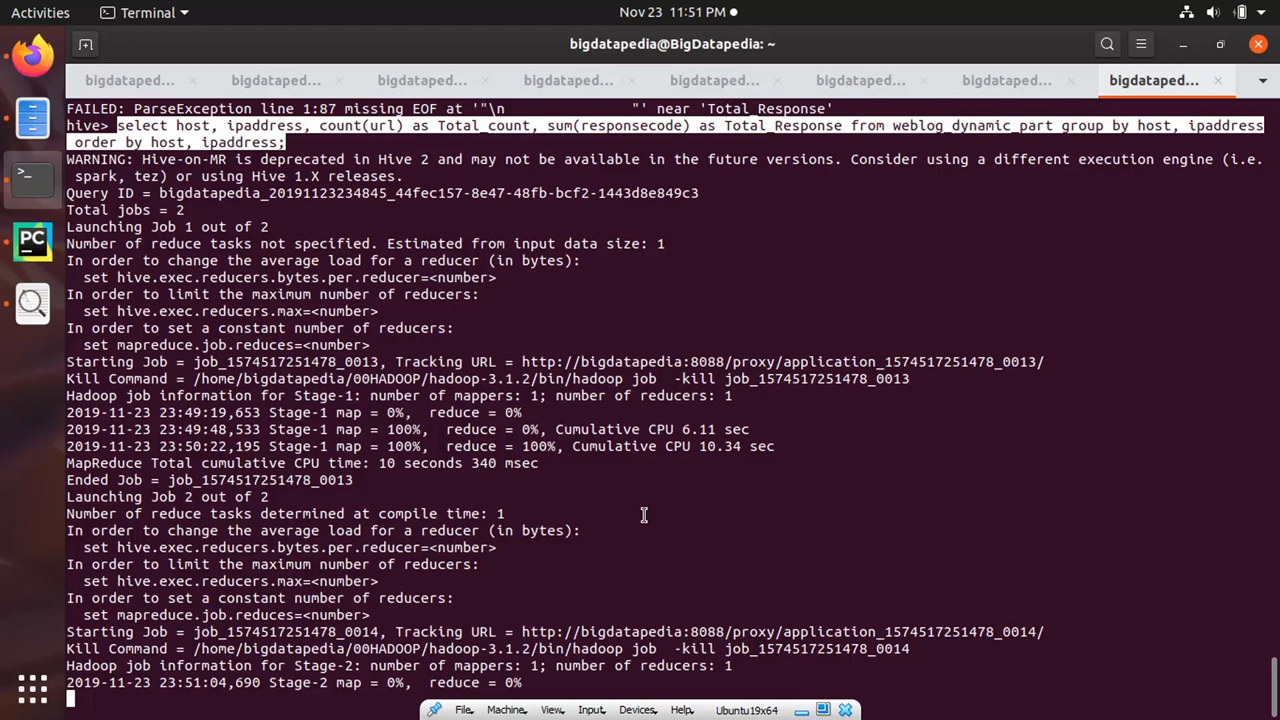 Activities
Terminal
Nov 23 11:51 PM
bigdatapedia@BigDatapedia: ~
bigdataped...
bigdataped...
bigdataped...
bigdataped...
bigdataped...
bigdataped...
bigdataped...
bigdataped...
FAILED: ParseException line 1:87 missing EOF at '"\n "' near 'Total_Response'
hive> select host, ipaddress, count(url) as Total_count, sum(responsecode) as Total_Response from weblog_dynamic_part group by host, ipaddress
order by host, ipaddress;
WARNING: Hive-on-MR is deprecated in Hive 2 and may not be available in the future versions. Consider using a different execution engine (i.e.
spark, tez) or using Hive 1.X releases.
Query ID = bigdatapedia_20191123234845_44fec157-8e47-48fb-bcf2-1443d8e849c3
Total jobs = 2
Launching Job 1 out of 2
Number of reduce tasks not specified. Estimated from input data size: 1
In order to change the average load for a reducer (in bytes):
set hive.exec.reducers.bytes.per.reducer=<number>
In order to limit the maximum number of reducers:
set hive.exec.reducers.max=<number>
In order to set a constant number of reducers:
set mapreduce.job.reduces=<number>
Starting Job = job_1574517251478_0013, Tracking URL = http://bigdatapedia:8088/proxy/application_1574517251478_0013/
Kill Command = /home/bigdatapedia/00HADOOP/hadoop-3.1.2/bin/hadoop job -kill job_1574517251478_0013
Hadoop job information for Stage-1: number of mappers: 1; number of reducers: 1
2019-11-23 23:49:19,653 Stage-1 map = 0%, reduce = 0%
2019-11-23 23:49:48,533 Stage-1 map = 100%, reduce = 0%, Cumulative CPU 6.11 sec
2019-11-23 23:50:22,195 Stage-1 map = 100%, reduce = 100%, Cumulative CPU 10.34 sec
MapReduce Total cumulative CPU time: 10 seconds 340 msec
Ended Job = job_1574517251478_0013
Launching Job 2 out of 2
Number of reduce tasks determined at compile time: 1
In order to change the average load for a reducer (in bytes):
set hive.exec.reducers.bytes.per.reducer=<number>
In order to limit the maximum number of reducers:
set hive.exec.reducers.max=<number>
In order to set a constant number of reducers:
set mapreduce.job.reduces=<number>
Starting Job = job_1574517251478_0014, Tracking URL = http://bigdatapedia:8088/proxy/application_1574517251478_0014/
Kill Command = /home/bigdatapedia/00HADOOP/hadoop-3.1.2/bin/hadoop job -kill job_1574517251478_0014
Hadoop job information for Stage-2: number of mappers: 1; number of reducers: 1
2019-11-23 23:51:04,690 Stage-2 map = 0%, reduce = 0%
File Machine View Input Devices Help Ubuntu19x64
PC